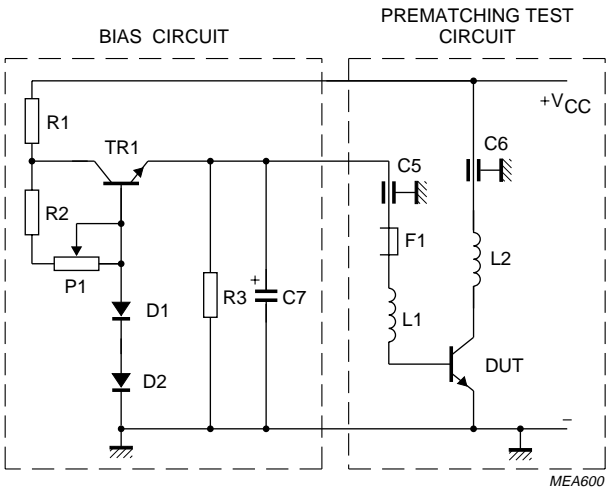 PREMATCHING TEST
CIRCUIT
BIAS CIRCUIT
+VCC
R1
TR1
C6
C5
R2
F1
L2
P1
D1
+
R3
C7
L1
D2
DUT
–
MEA600